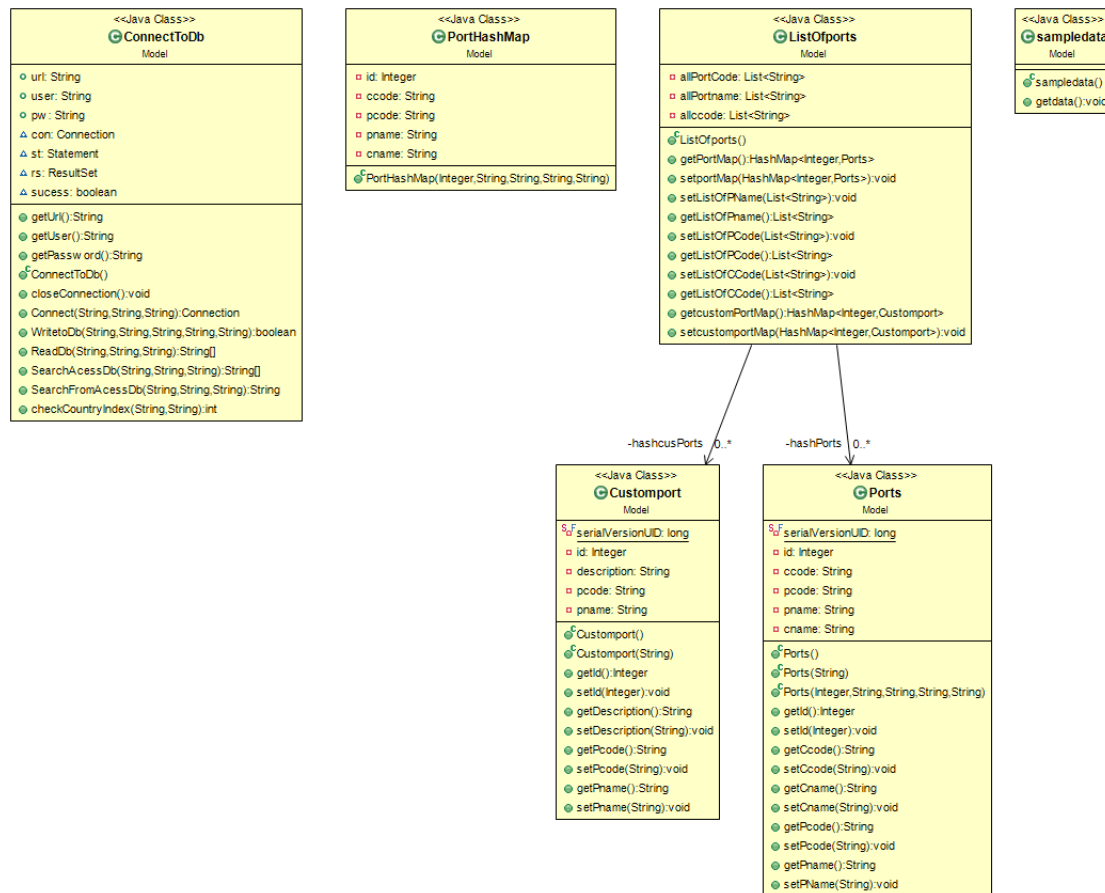 <<Java Class>>
ConnectToDb
Model
url: String
user: String
pw: String
con: Connection
st: Statement
rs: ResultSet
sucess: boolean
getUrl():String
getUser():String
getPassword():String
ConnectToDb()
closeConnection():void
Connect(String,String,String):Connection
WritetoDb(String,String,String,String,String):boolean
ReadDb(String,String,String):String[]
SearchAcessDb(String,String,String):String[]
SearchFromAcessDb(String,String,String):String
checkCountryIndex(String,String):int
<<Java Class>>
PortHashMap
Model
id: Integer
ccode: String
pcode: String
pname: String
cname: String
PortHashMap(Integer,String,String,String,String)
<<Java Class>>
ListOfports
Model
allPortCode: List<String>
allPortname: List<String>
allccode: List<String>
ListOfports()
getPortMap():HashMap<Integer,Ports>
setportMap(HashMap<Integer,Ports>):void
setListOfPName(List<String>):void
getListOfPname():List<String>
setListOfPCode(List<String>):void
getListOfPCode():List<String>
setListOfCCode(List<String>):void
getListOfCCode():List<String>
getcustomPortMap():HashMap<Integer,Customport>
setcustomportMap(HashMap<Integer,Customport>):void
<<Java Class>>
sampledata
Model
sampledata()
getdata():void
-hashcusPorts 0..*
-hashPorts 0..*
<<Java Class>>
Customport
Model
serialVersionUID: long
id: Integer
description: String
pcode: String
pname: String
Customport()
Customport(String)
getId():Integer
setId(Integer):void
getDescription():String
setDescription(String):void
getPcode():String
setPcode(String):void
getPname():String
setPname(String):void
<<Java Class>>
Ports
Model
serialVersionUID: long
id: Integer
ccode: String
pcode: String
pname: String
cname: String
Ports()
Ports(String)
Ports(Integer,String,String,String,String)
getId():Integer
setId(Integer):void
getCcode():String
setCcode(String):void
getCname():String
setCname(String):void
getPcode():String
setPcode(String):void
getPname():String
setPName(String):void